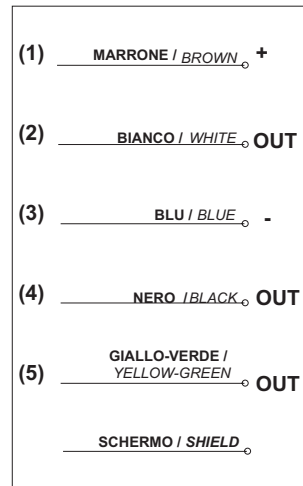 (1) MARRONE / BROWN +
(2) BIANCO / WHITE OUT
(3) BLU / BLUE -
(4) NERO / BLACK OUT
GIALLO-VERDE /
(5) YELLOW-GREEN OUT
SCHERMO / SHIELD